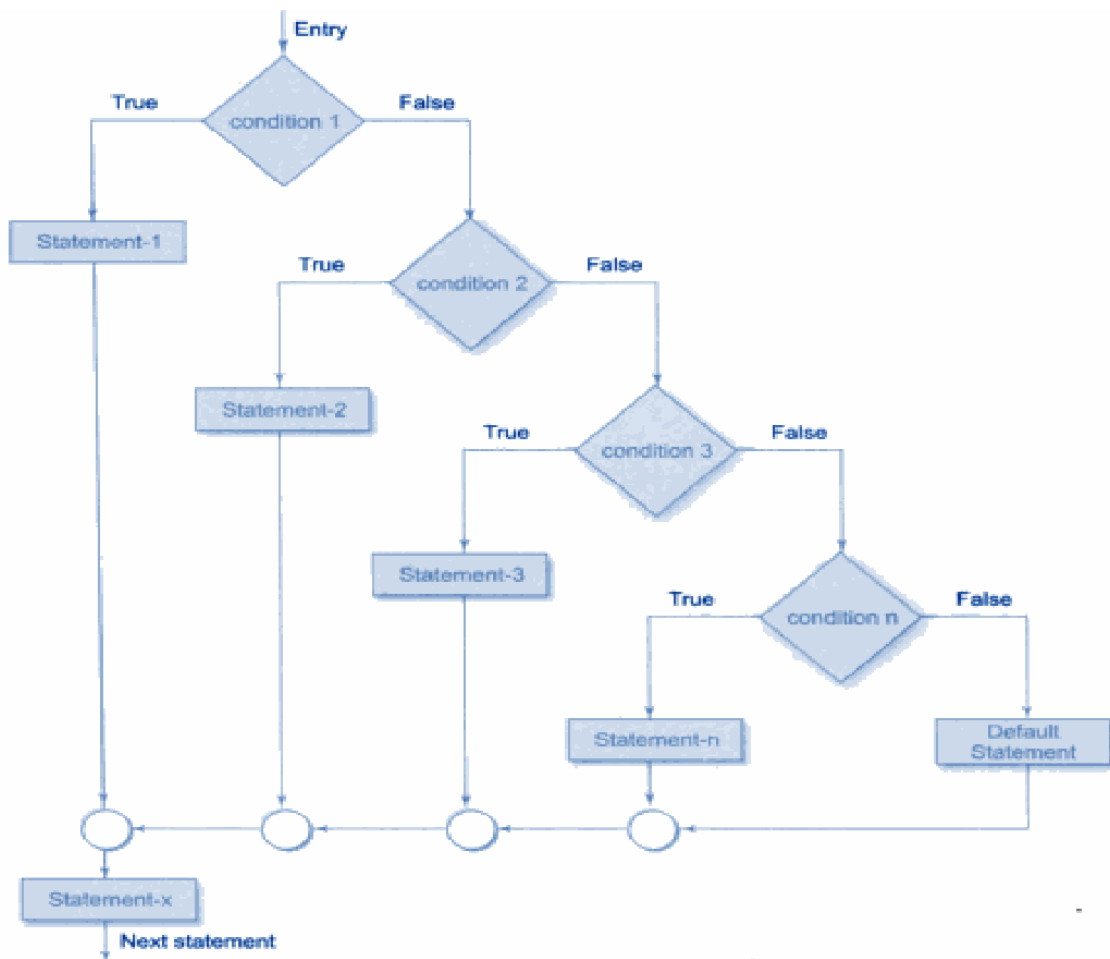 Entry
True
False
condition 1
Statement-1
True
False
condition 2
Statement-2
True
False
condition 3
Statement-3
True
False
condition n
Statement-n
Default
Statement
Statement-x
Next statement